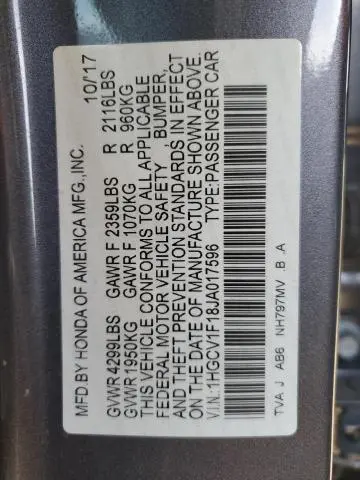 MFD.BY HONDA OF AMERICA MFG.,INC. 10/17
GVWR 4299LBS GAWR F 2359LBS R 2116LBS
GVWR 1950KG GAWR F 1070KG R 960KG
THIS VEHICLE CONFORMS TO ALL APPLICABLE
FEDERAL MOTOR VEHICLE SAFETY BUMPER,
AND THEFT PREVENTION STANDARDS IN EFFECT
ON THE DATE OF MANUFACTURE SHOWN ABOVE.
V.I.N.:1HGCV1F18JA017596 TYPE:PASSENGER CAR
TVA J AB6 NH797MV .B .A